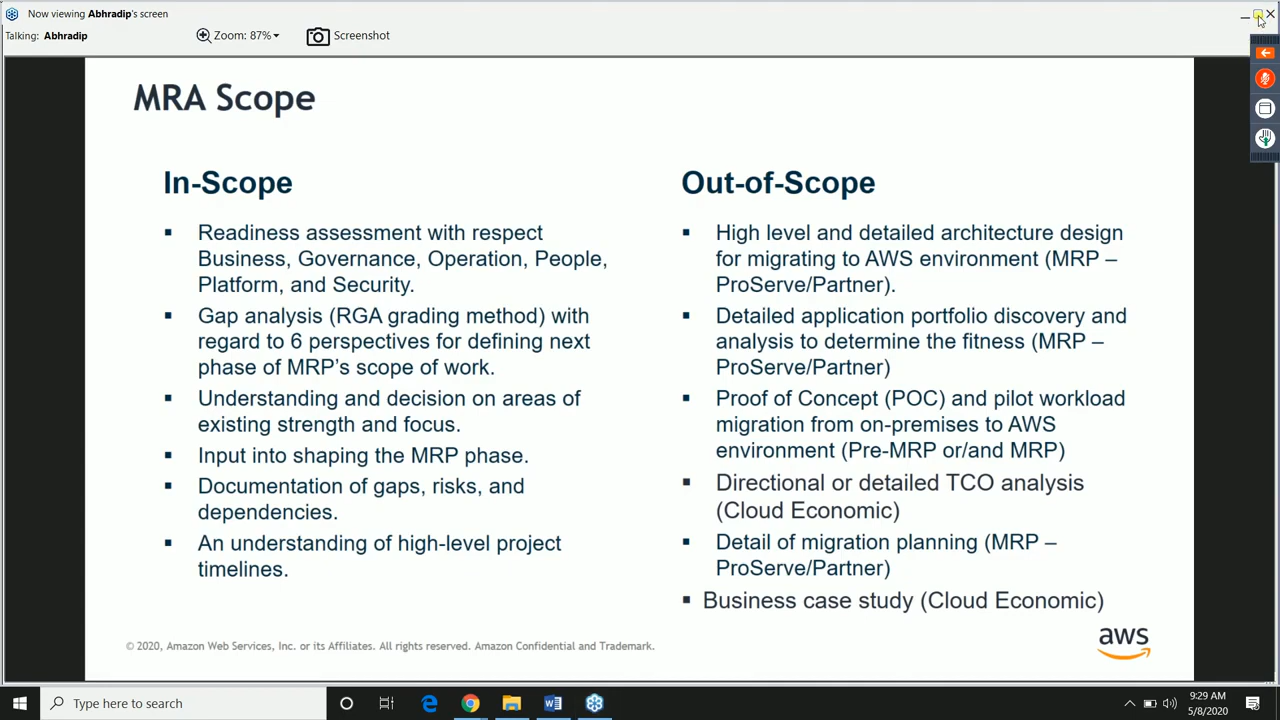 Now viewing Abhradip's screen
Talking: Abhradip
Zoom: 87%
Screenshot
MRA Scope
In-Scope
▪ Readiness assessment with respect
Business, Governance, Operation, People,
Platform, and Security.
▪ Gap analysis (RGA grading method) with
regard to 6 perspectives for defining next
phase of MRP's scope of work.
▪ Understanding and decision on areas of
existing strength and focus.
▪ Input into shaping the MRP phase.
▪ Documentation of gaps, risks, and
dependencies.
▪ An understanding of high-level project
timelines.
Out-of-Scope
▪ High level and detailed architecture design
for migrating to AWS environment (MRP –
ProServe/Partner).
▪ Detailed application portfolio discovery and
analysis to determine the fitness (MRP –
ProServe/Partner)
▪ Proof of Concept (POC) and pilot workload
migration from on-premises to AWS
environment (Pre-MRP or/and MRP)
▪ Directional or detailed TCO analysis
(Cloud Economic)
▪ Detail of migration planning (MRP –
ProServe/Partner)
▪ Business case study (Cloud Economic)
© 2020, Amazon Web Services, Inc. or its Affiliates. All rights reserved. Amazon Confidential and Trademark.
aws
Type here to search
9:29 AM
5/8/2020